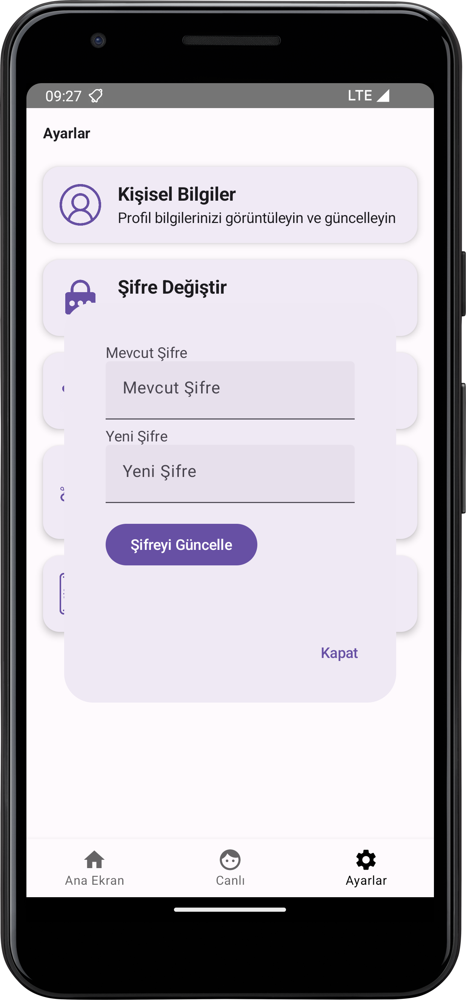 09:27 LTE
Ayarlar
Kişisel Bilgiler
Profil bilgilerinizi görüntüleyin ve güncelleyin
Şifre Değiştir
Mevcut Şifre
Mevcut Şifre
Yeni Şifre
Yeni Şifre
Şifreyi Güncelle
Kapat
Ana Ekran Canlı Ayarlar